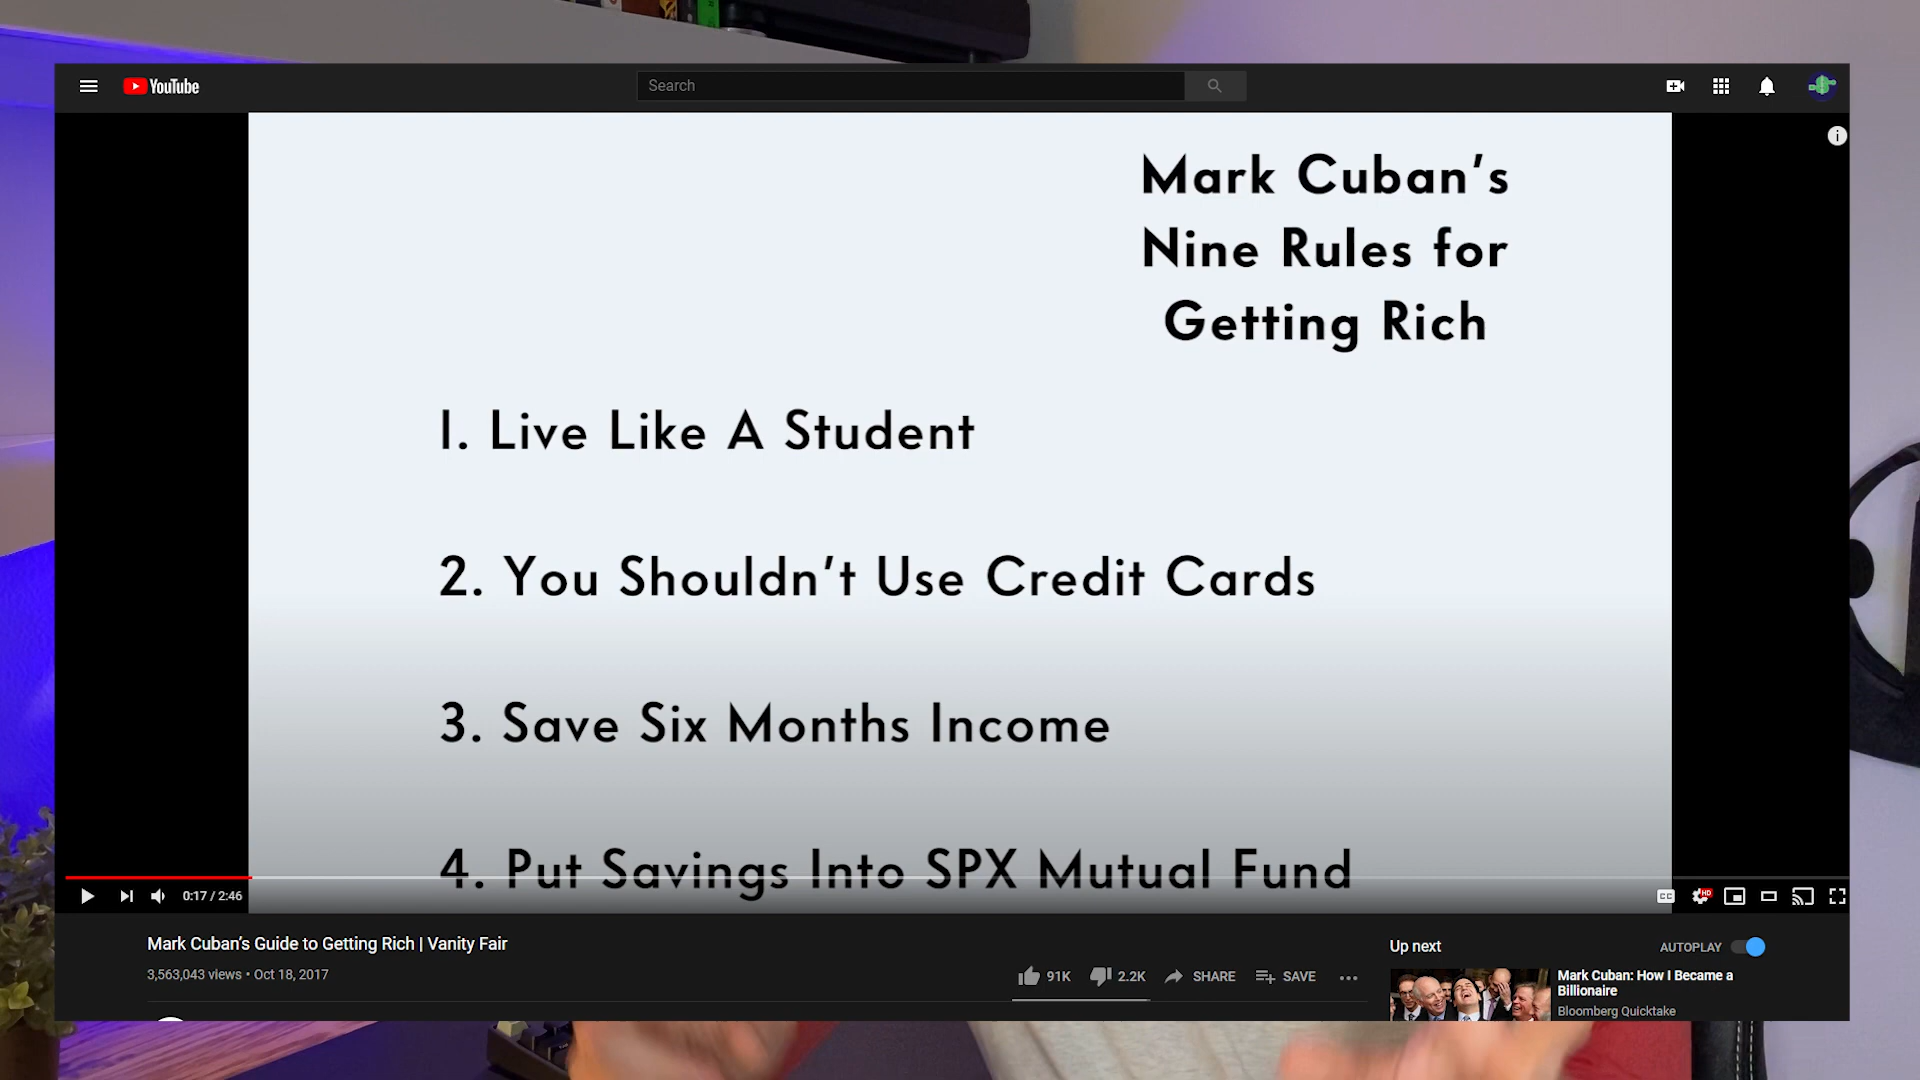 YouTube
Search
Mark Cuban's
Nine Rules for
Getting Rich
1. Live Like A Student
2. You Shouldn't Use Credit Cards
3. Save Six Months Income
4. Put Savings Into SPX Mutual Fund
0:17 / 2:46
CC
HD
Mark Cuban's Guide to Getting Rich | Vanity Fair
3,563,043 views • Oct 18, 2017
91K
2.2K
SHARE
SAVE
Up next
AUTOPLAY
Mark Cuban: How I Became a
Billionaire
Bloomberg Quicktake